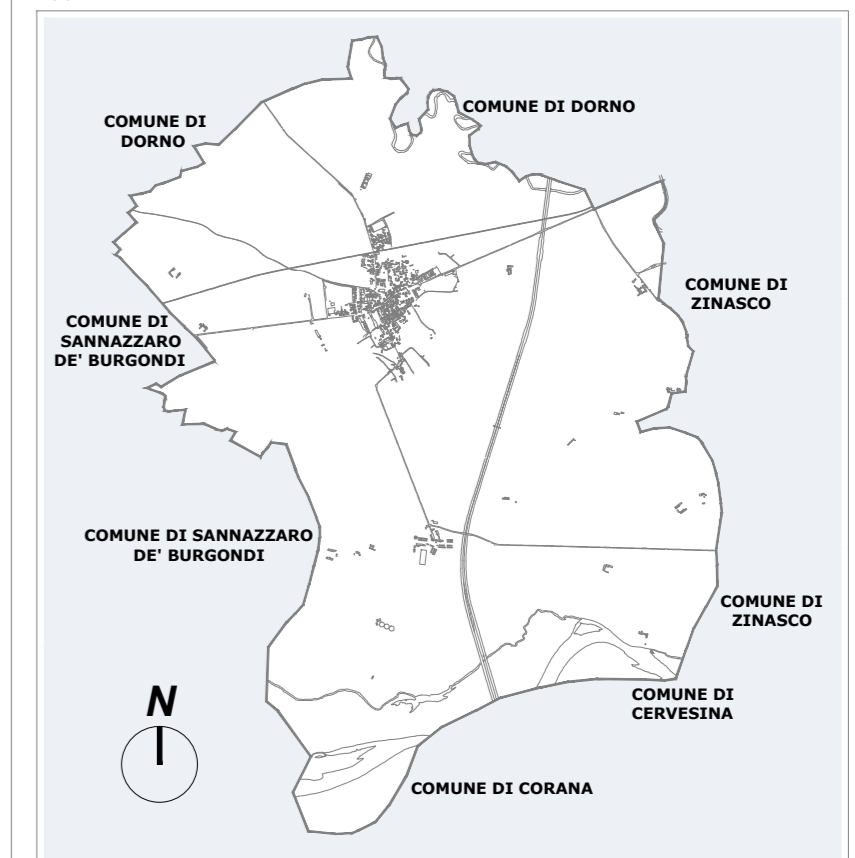 COMUNE DI DORNO
COMUNE DI
DORNO
COMUNE DI
ZINASCO
COMUNE DI
SANNAZZARO
DE' BURGONDI
COMUNE DI SANNAZZARO
DE' BURGONDI
COMUNE DI
ZINASCO
COMUNE DI
CERVESINA
N
COMUNE DI CORANA